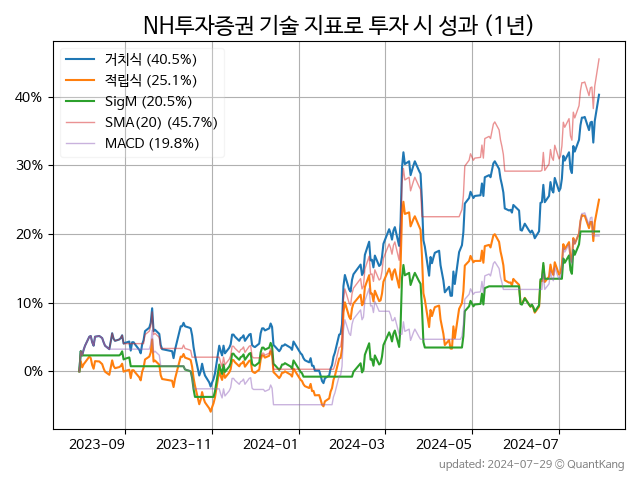 NH투자증권 기술 지표로 투자 시 성과 (1년)
거치식 (40.5%)
적립식 (25.1%)
SigM (20.5%)
SMA(20) (45.7%)
MACD (19.8%)
40%
30%
20%
10%
0%
2023-09 2023-11 2024-01 2024-03 2024-05 2024-07
updated: 2024-07-29 © QuantKang